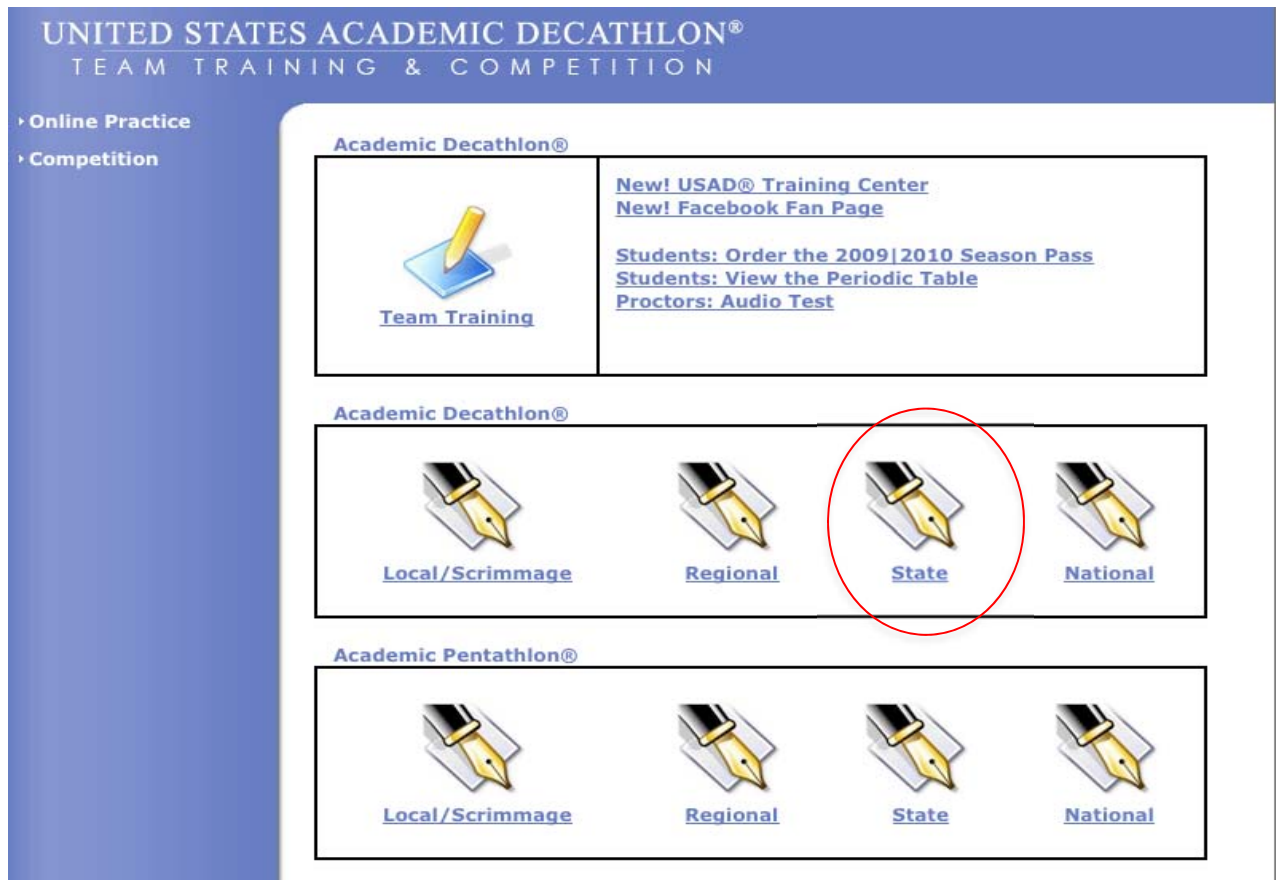 UNITED STATES ACADEMIC DECATHLON®
TEAM TRAINING & COMPETITION
Online Practice
Competition
Academic Decathlon®
Team Training
New! USAD® Training Center
New! Facebook Fan Page
Students: Order the 2009|2010 Season Pass
Students: View the Periodic Table
Proctors: Audio Test
Academic Decathlon®
Local/Scrimmage Regional State National
Academic Pentathlon®
Local/Scrimmage Regional State National